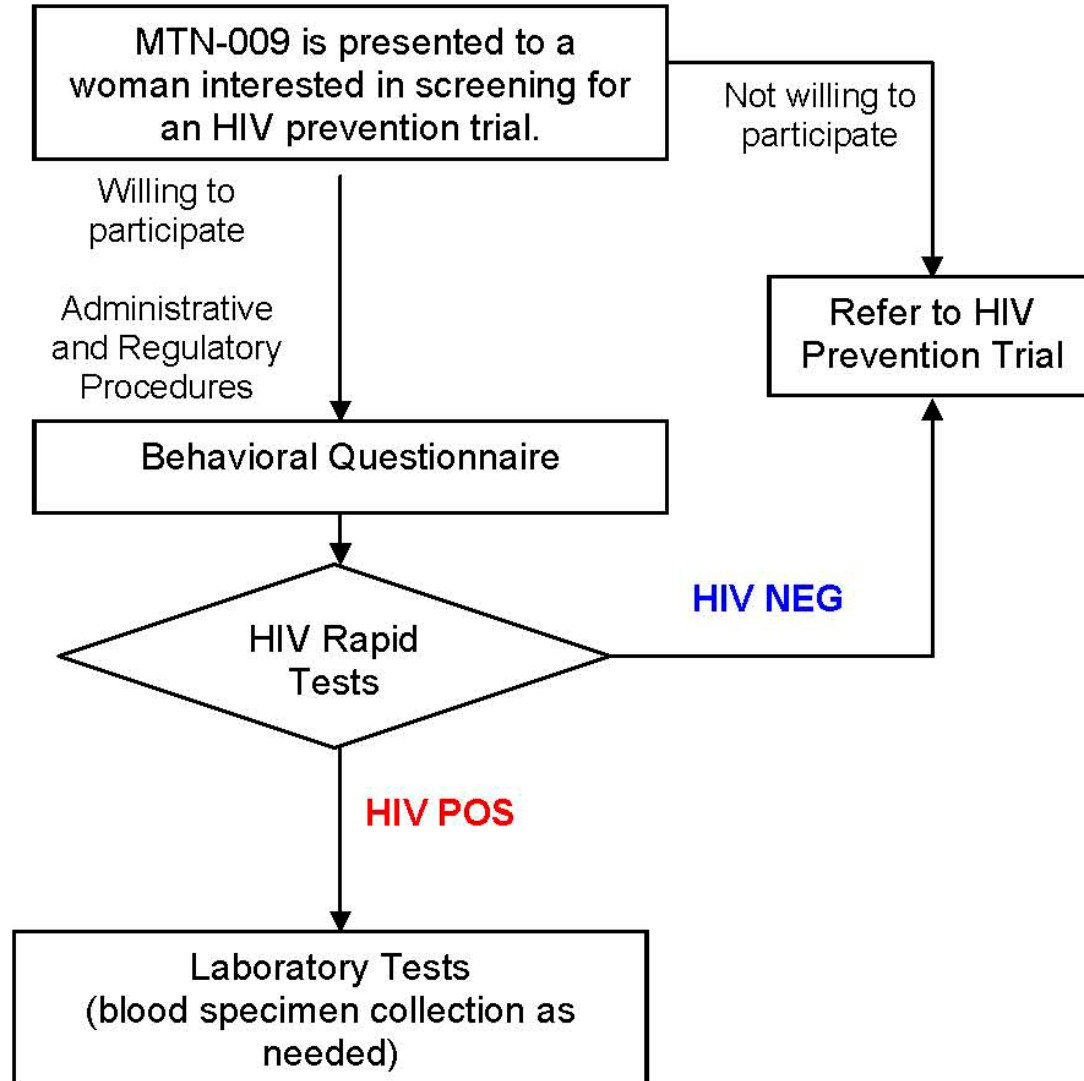 MTN-009 is presented to a
woman interested in screening for
an HIV prevention trial.
Not willing to
participate
Willing to
participate
Administrative
and Regulatory
Procedures
Refer to HIV
Prevention Trial
Behavioral Questionnaire
HIV Rapid
Tests
HIV NEG
HIV POS
Laboratory Tests
(blood specimen collection as
needed)